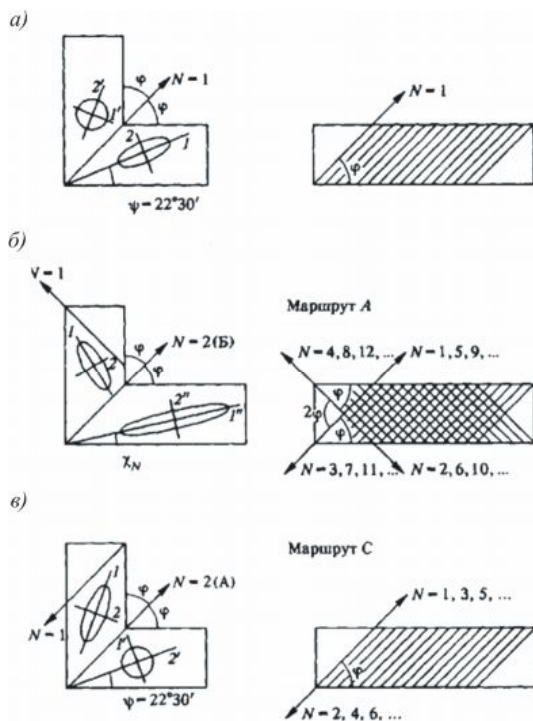 а)
2′
1′
φ
N = 1
φ
2
1
ψ = 22°30′
N = 1
φ
б)
N = 1
Маршрут A
1
2
φ
N = 2(Б)
φ
2″
1″
χN
N = 4, 8, 12, ...
N = 1, 5, 9, ...
φ
2φ
φ
N = 3, 7, 11, ...
N = 2, 6, 10, ...
в)
Маршрут C
1
φ
N = 2(А)
φ
2
N = 1
2′
ψ = 22°30′
N = 1, 3, 5, ...
φ
N = 2, 4, 6, ...